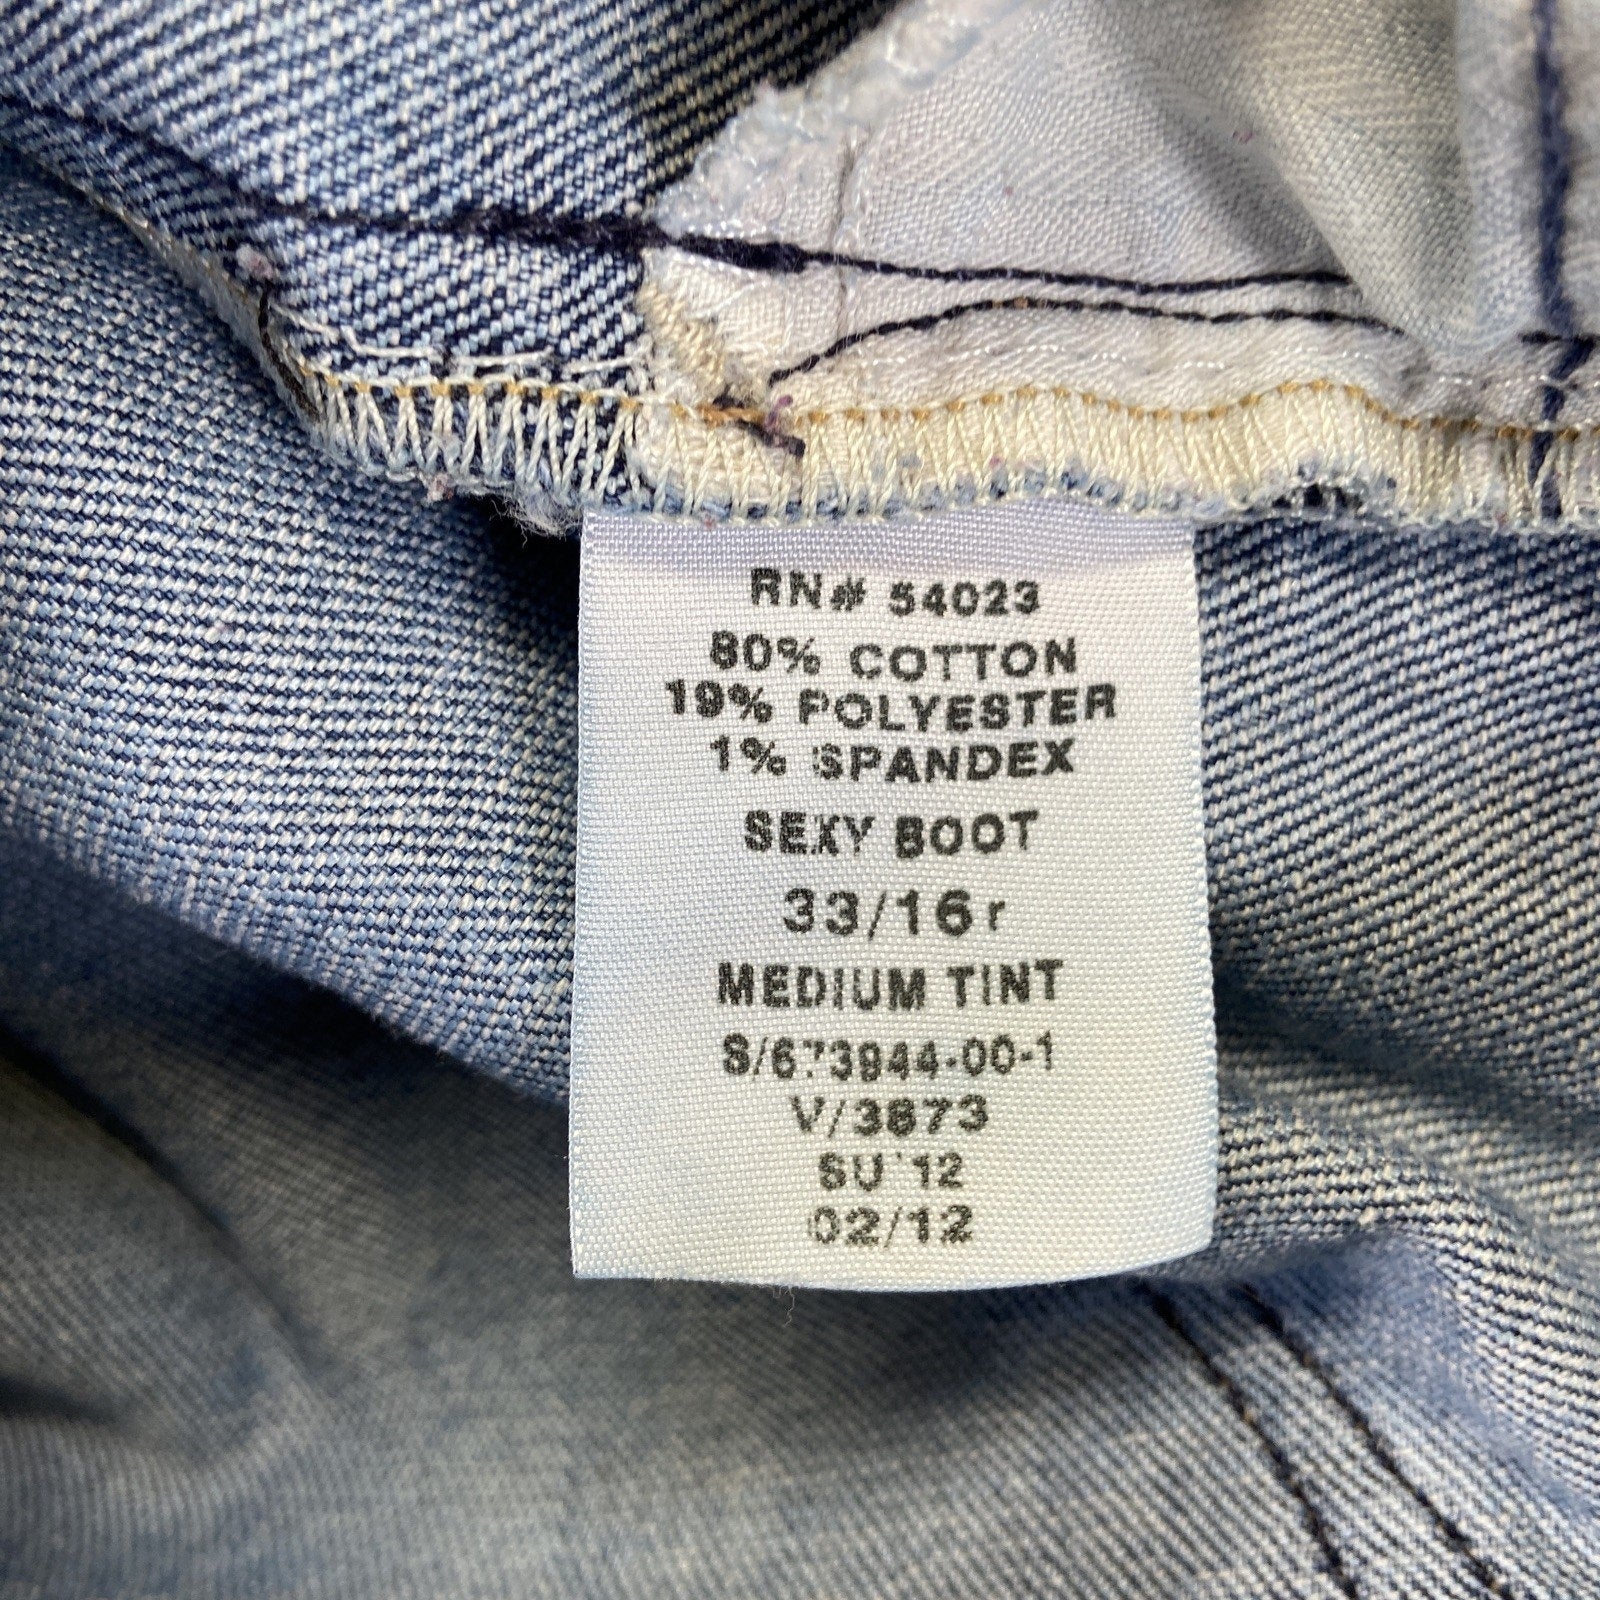 RN# 54023
80% COTTON
19% POLYESTER
1% SPANDEX
SEXY BOOT
33/16r
MEDIUM TINT
S/673944-00-1
V/3873
SU'12
02/12